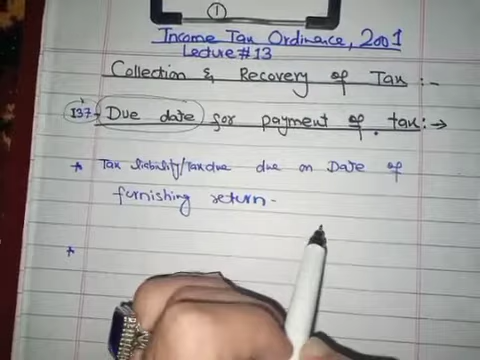 1
Income Tax Ordinance, 2001
Lecture #13
Collection & Recovery of Tax :-
137- Due date for payment of tax:→
* Tax liability/Tax due due on Date of
furnishing return.
*